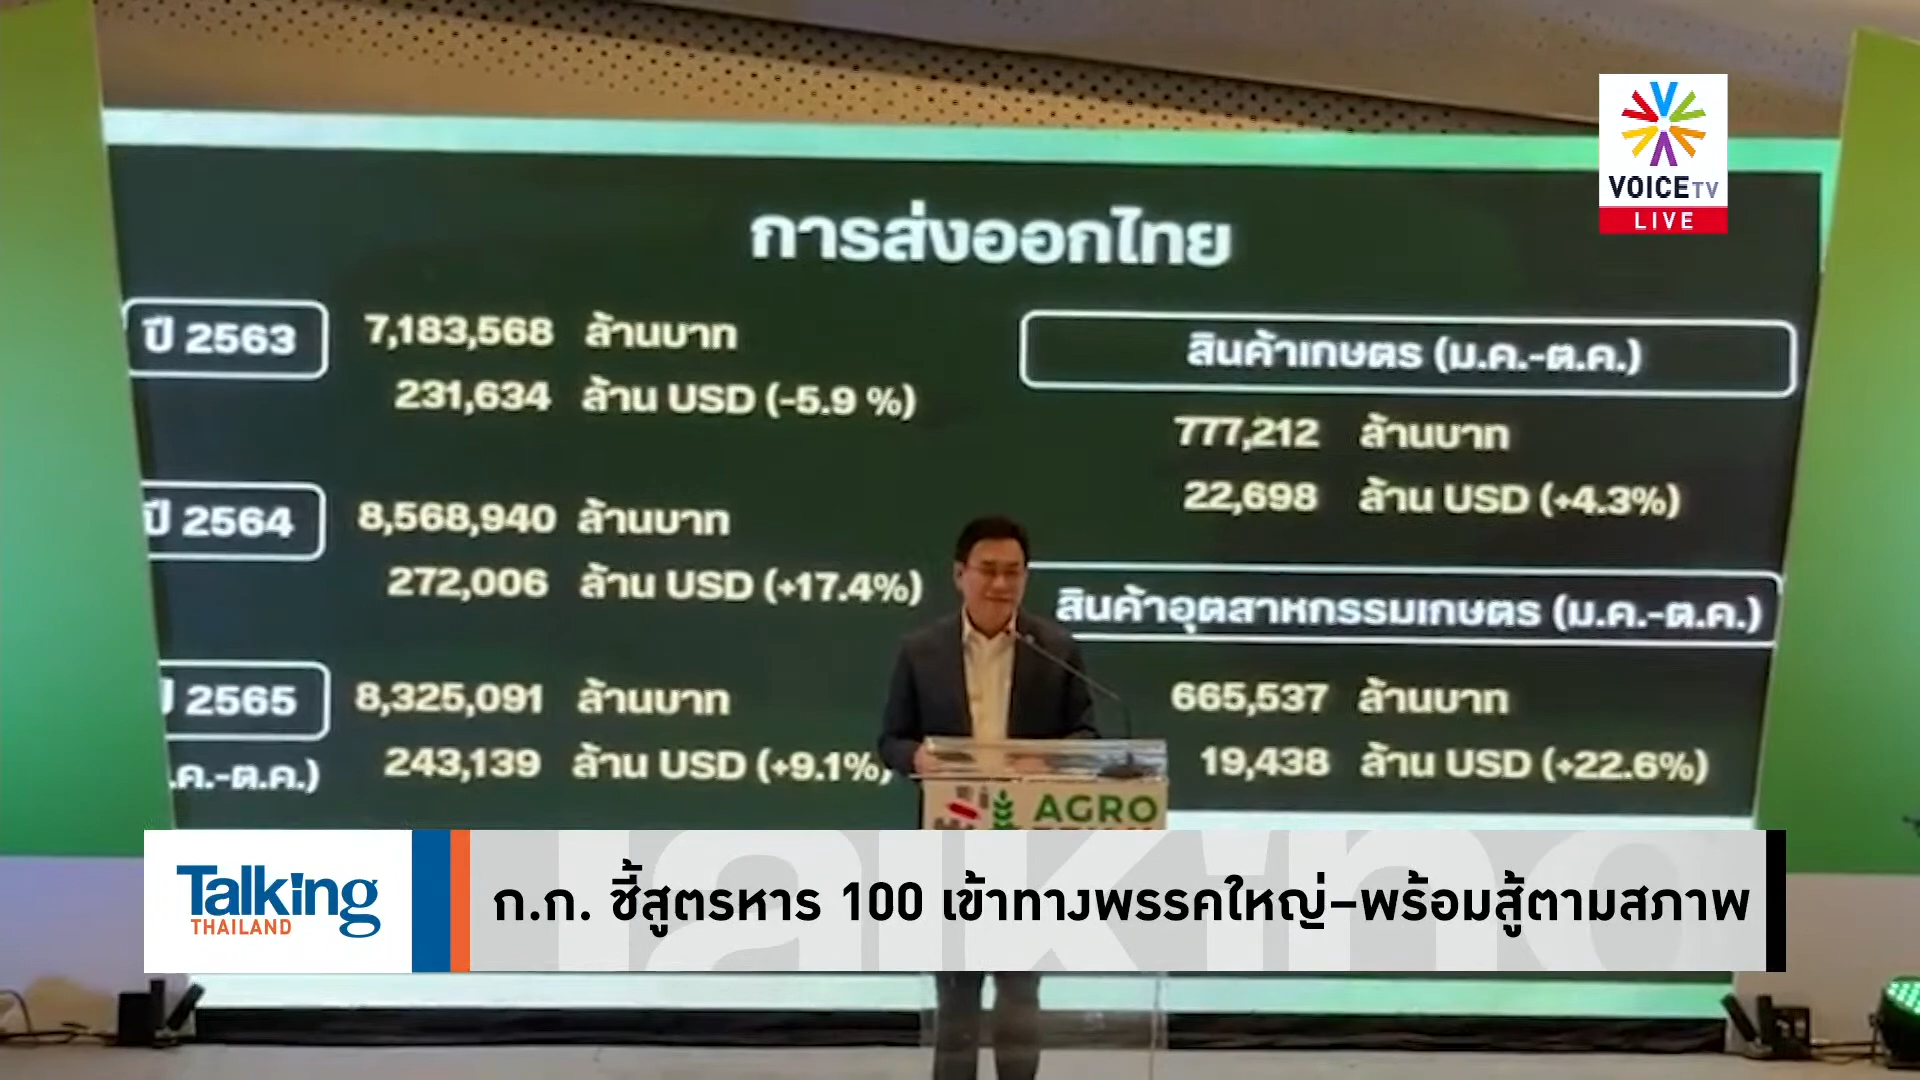 VOICE TV
LIVE
การส่งออกไทย
ปี 2563
7,183,568 ล้านบาท
231,634 ล้าน USD (-5.9 %)
ปี 2564
8,568,940 ล้านบาท
272,006 ล้าน USD (+17.4%)
2565
8,325,091 ล้านบาท
.ค.-ต.ค.)
243,139 ล้าน USD (+9.1%)
สินค้าเกษตร (ม.ค.-ต.ค.)
777,212 ล้านบาท
22,698 ล้าน USD (+4.3%)
สินค้าอุตสาหกรรมเกษตร (ม.ค.-ต.ค.)
665,537 ล้านบาท
19,438 ล้าน USD (+22.6%)
AGRO
Talking
THAILAND
ก.ก. ชี้สูตรหาร 100 เข้าทางพรรคใหญ่–พร้อมสู้ตามสภาพ